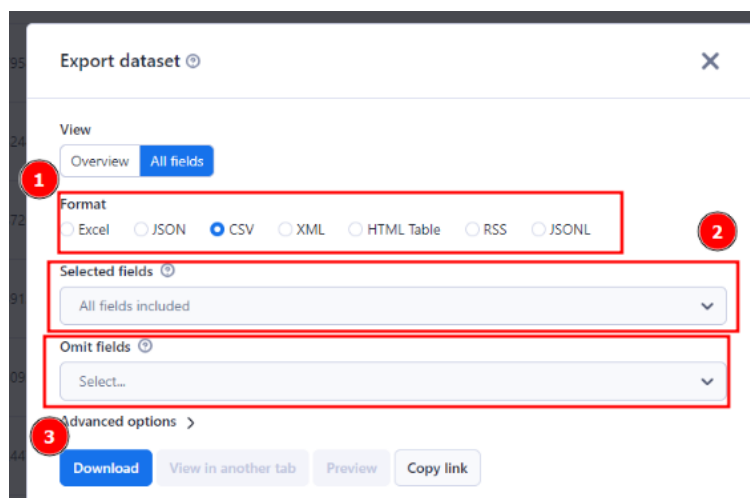 Export dataset
View
Overview All fields
1
Format
Excel JSON CSV XML HTML Table RSS JSONL
2
Selected fields
All fields included
Omit fields
Select...
Advanced options
3
Download View in another tab Preview Copy link